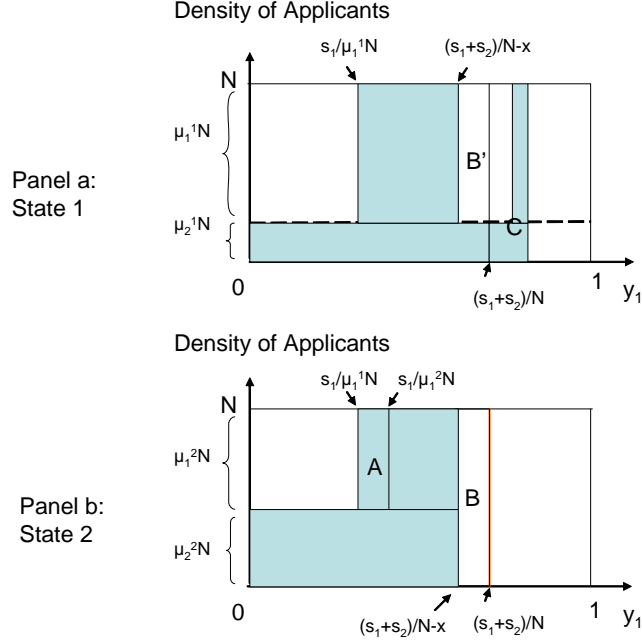 Density of Applicants
s₁/μ₁¹N
(s₁+s₂)/N-x
N
μ₁¹N
B’
Panel a:
State 1
μ₂¹N
C
0
(s₁+s₂)/N
1
y₁
Density of Applicants
s₁/μ₁¹N
s₁/μ₁²N
N
μ₁²N
A
B
Panel b:
State 2
μ₂²N
0
(s₁+s₂)/N-x
(s₁+s₂)/N
1
y₁